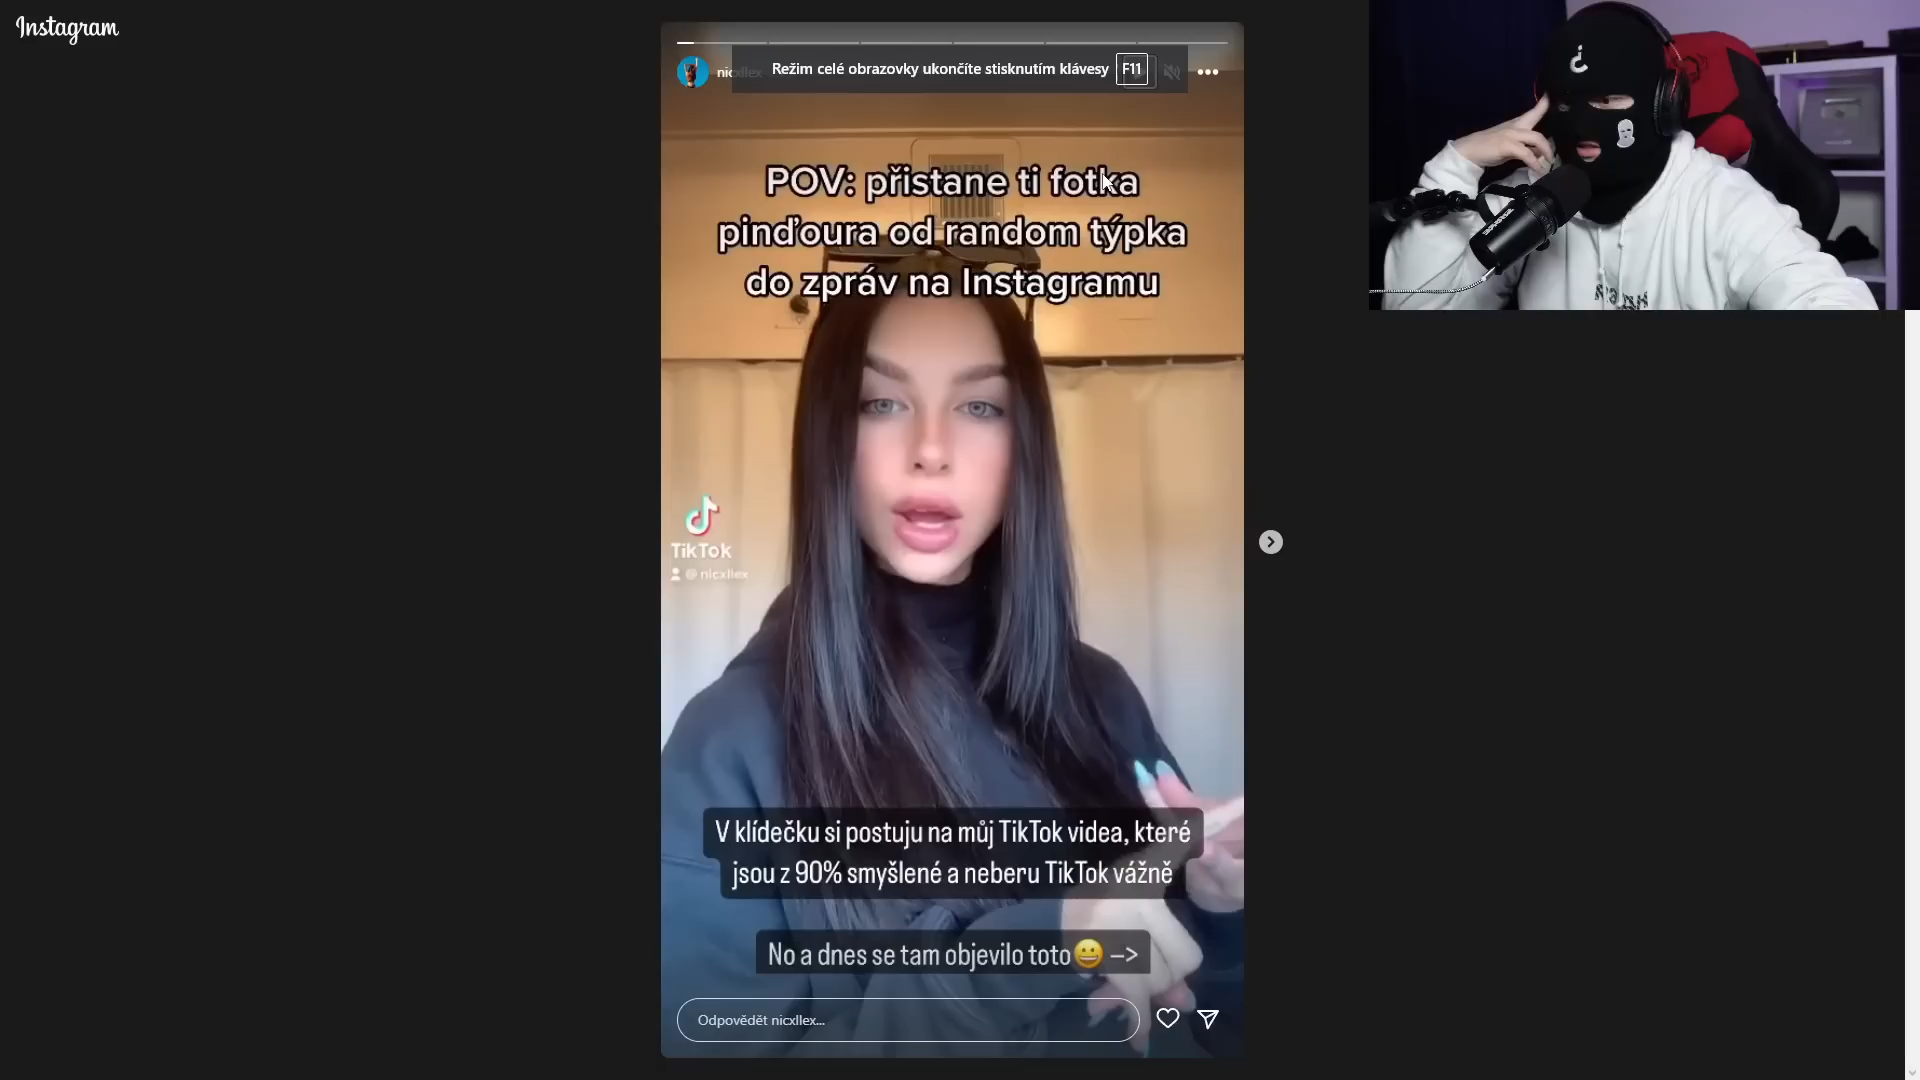 Instagram
nicxllex
Režim celé obrazovky ukončíte stisknutím klávesy F11
POV: přistane ti fotka
pinďoura od random týpka
do zpráv na Instagramu
TikTok
@ nicxllex
V klídečku si postuju na můj TikTok videa, které
jsou z 90% smyšlené a neberu TikTok vážně
No a dnes se tam objevilo toto😀 –>
Odpovědět nicxllex...